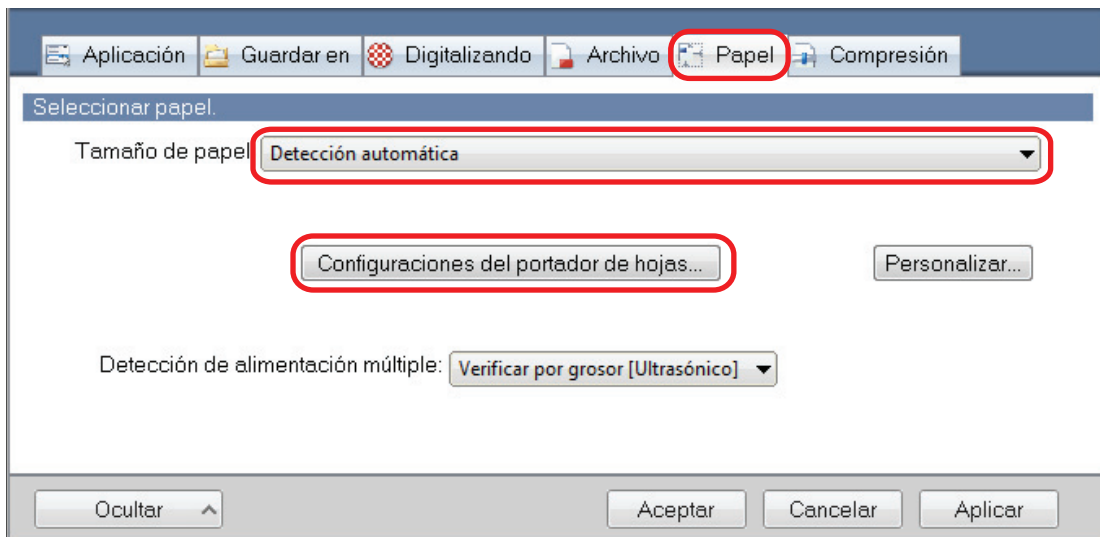 Aplicación Guardar en Digitalizando Archivo Papel Compresión
Seleccionar papel.
Tamaño de papel Detección automática
Configuraciones del portador de hojas... Personalizar...
Detección de alimentación múltiple: Verificar por grosor [Ultrasónico]
Ocultar Aceptar Cancelar Aplicar